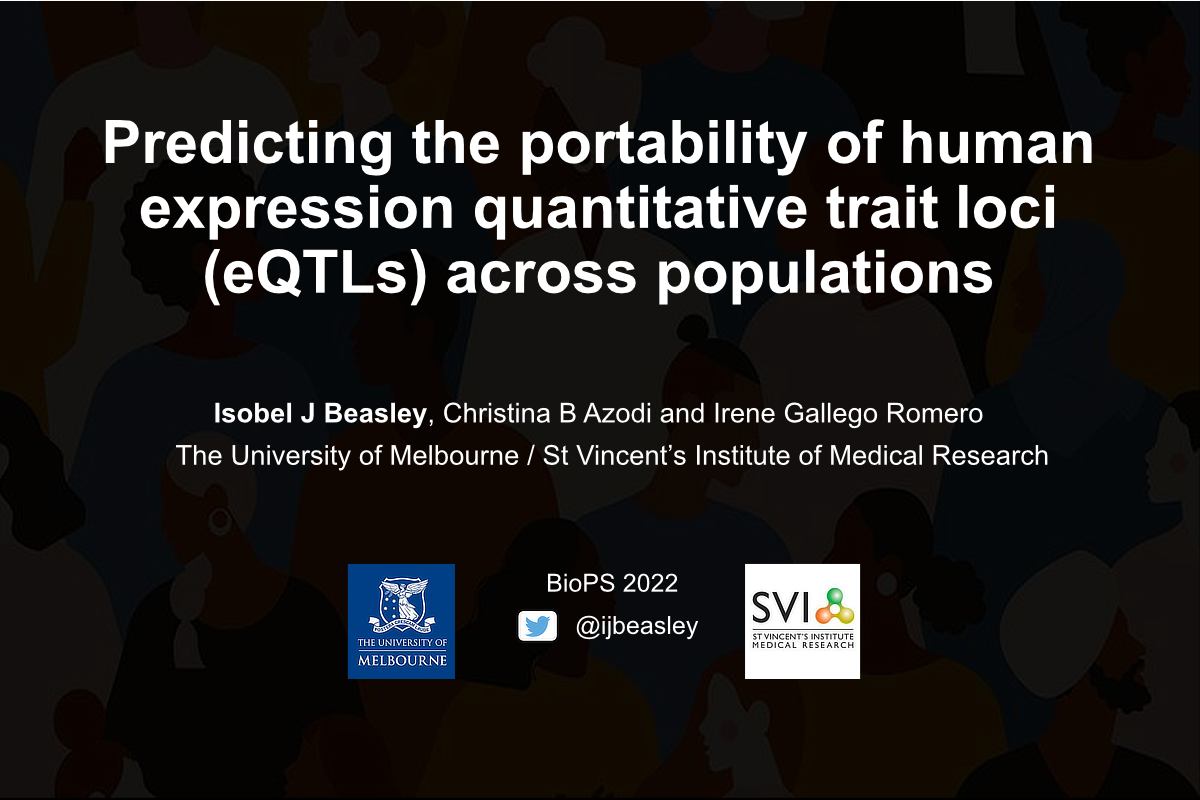 Predicting the portability of human
expression quantitative trait loci
(eQTLs) across populations
Isobel J Beasley, Christina B Azodi and Irene Gallego Romero
The University of Melbourne / St Vincent’s Institute of Medical Research
BioPS 2022
@ijbeasley
THE UNIVERSITY OF
MELBOURNE
SVI
ST VINCENT'S INSTITUTE
MEDICAL RESEARCH